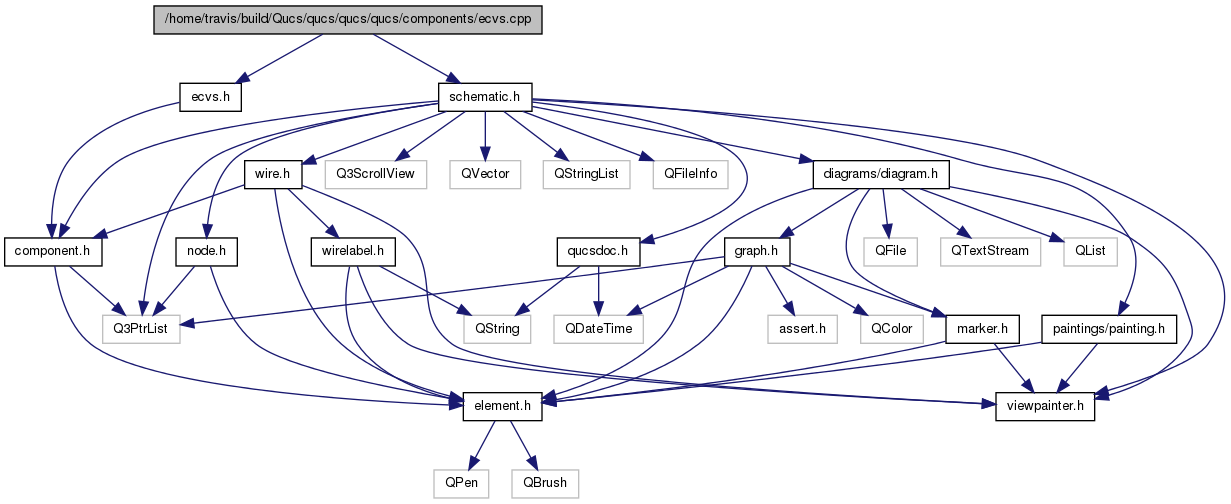 /home/travis/build/Qucs/qucs/qucs/qucs/components/ecvs.cpp
ecvs.h
schematic.h
wire.h
Q3ScrollView
QVector
QStringList
QFileInfo
diagrams/diagram.h
component.h
node.h
wirelabel.h
qucsdoc.h
graph.h
QFile
QTextStream
QList
Q3PtrList
QString
QDateTime
assert.h
QColor
marker.h
paintings/painting.h
element.h
viewpainter.h
QPen
QBrush